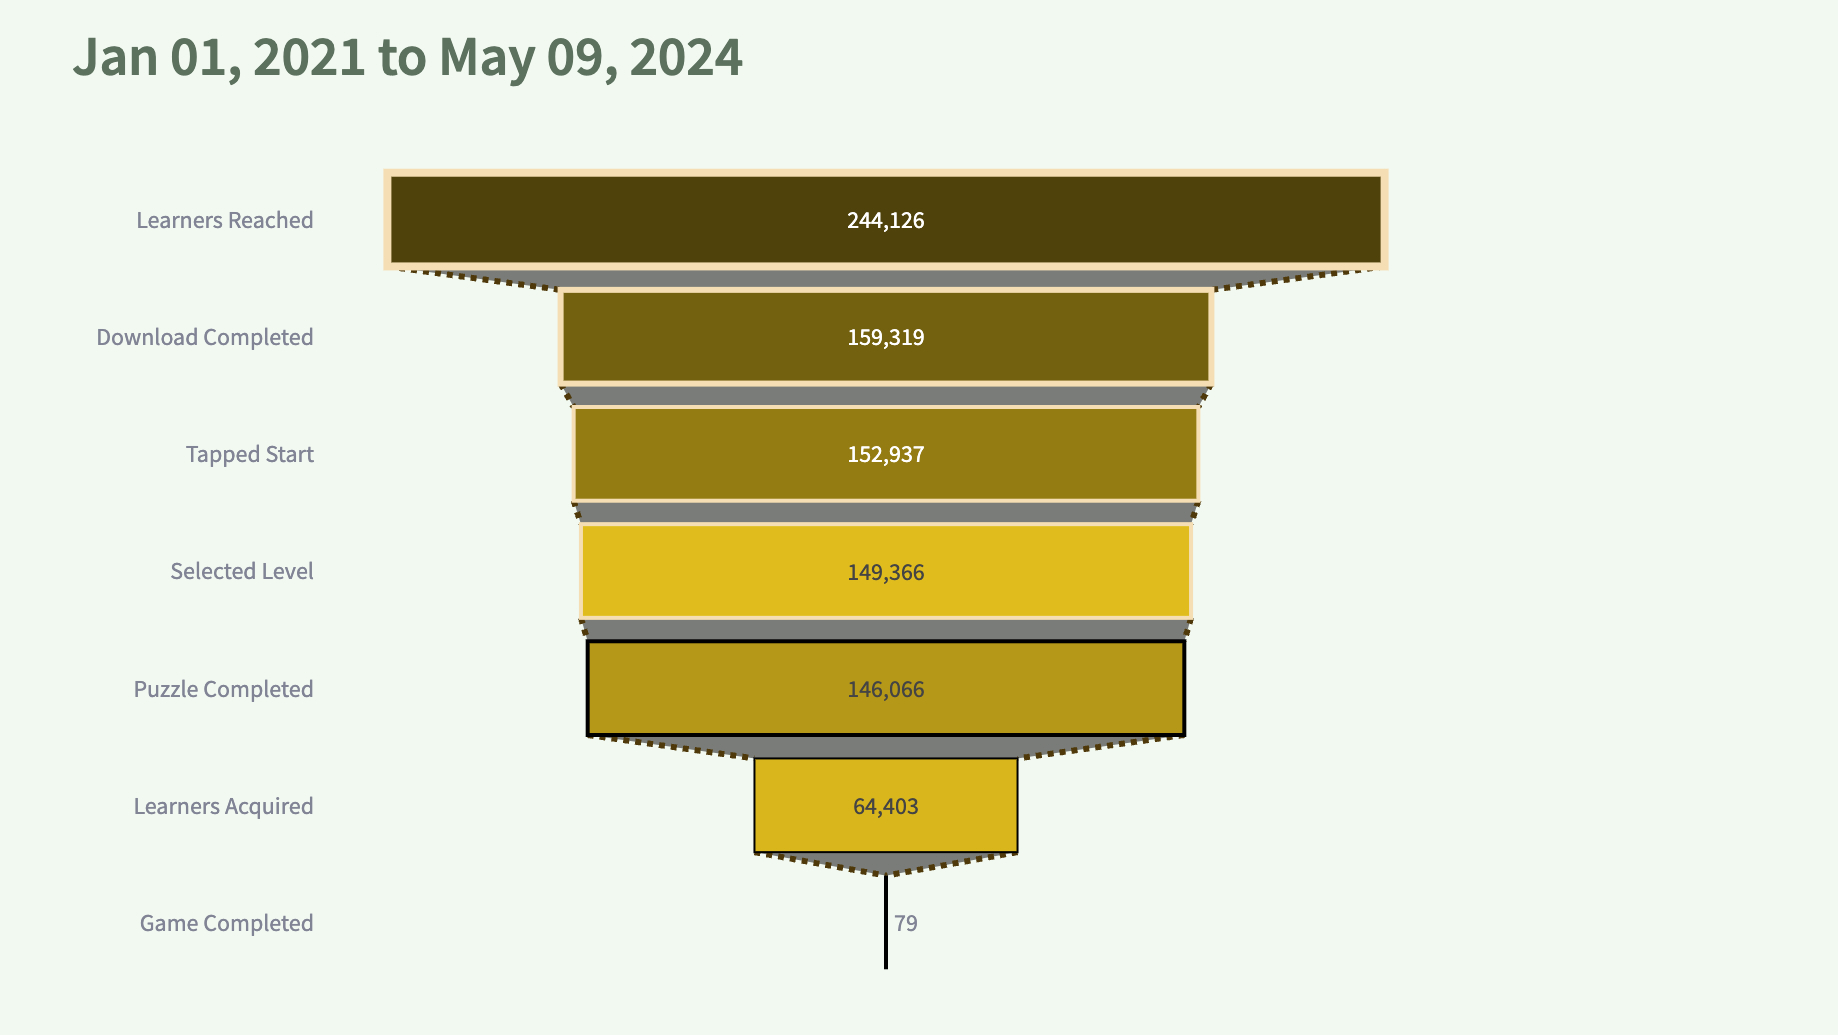 Jan 01, 2021 to May 09, 2024
Learners Reached
244,126
Download Completed
159,319
Tapped Start
152,937
Selected Level
149,366
Puzzle Completed
146,066
Learners Acquired
64,403
Game Completed
79